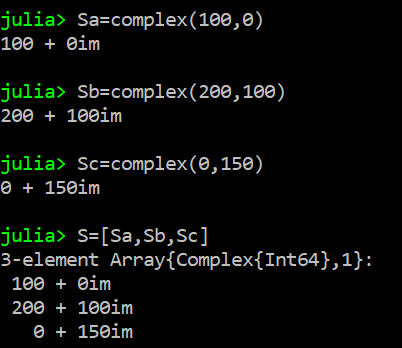 julia> Sa=complex(100,0)
100 + 0im
julia> Sb=complex(200,100)
200 + 100im
julia> Sc=complex(0,150)
0 + 150im
julia> S=[Sa,Sb,Sc]
3-element Array{Complex{Int64},1}:
 100 + 0im
 200 + 100im
   0 + 150im